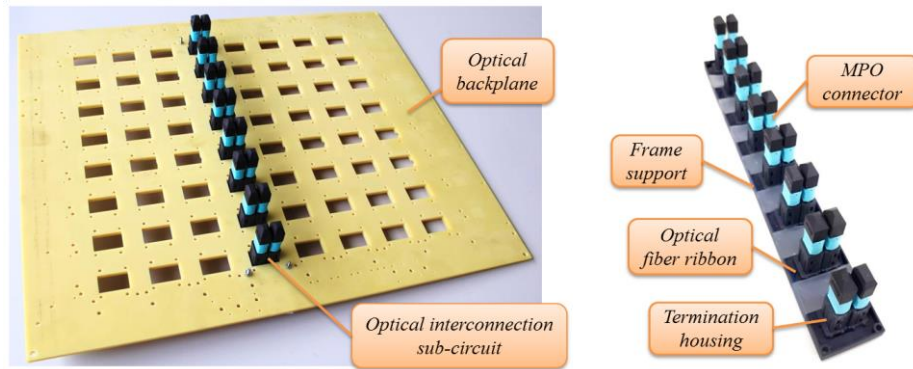 Optical
backplane
Optical interconnection
sub-circuit
MPO
connector
Frame
support
Optical
fiber ribbon
Termination
housing